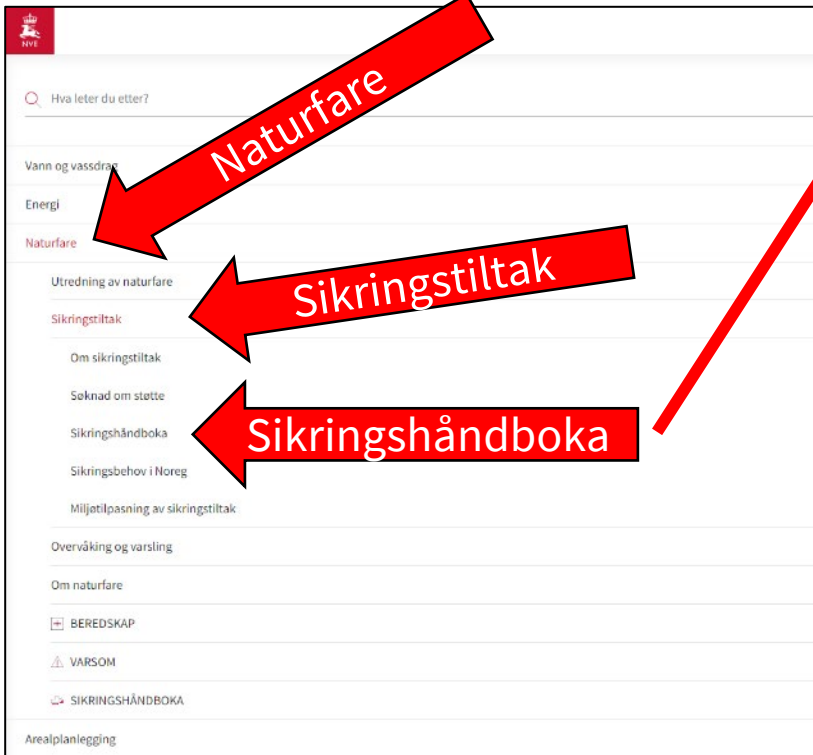 NVE
Hva leter du etter?
Naturfare
Vann og vassdrag
Energi
Naturfare
Utredning av naturfare
Sikringstiltak
Sikringstiltak
Om sikringstiltak
Søknad om støtte
Sikringshåndboka
Sikringshåndboka
Sikringsbehov i Noreg
Miljøtilpasning av sikringstiltak
Overvåking og varsling
Om naturfare
BEREDSKAP
VARSOM
SIKRINGSHÅNDBOKA
Arealplanlegging